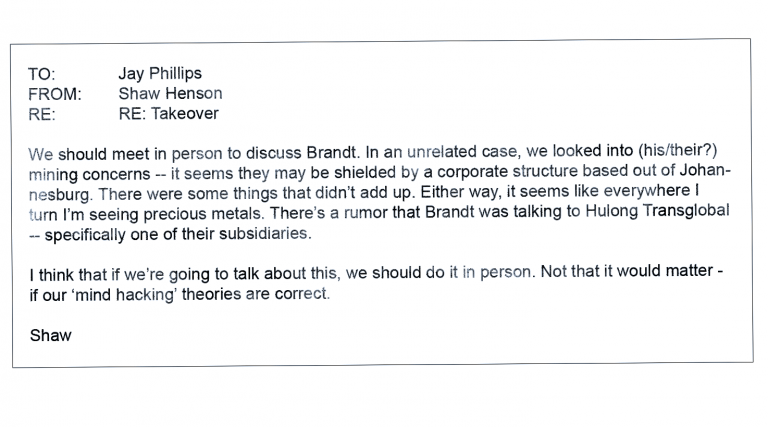 TO: Jay Phillips
FROM: Shaw Henson
RE: RE: Takeover
We should meet in person to discuss Brandt. In an unrelated case, we looked into (his/their?)
mining concerns -- it seems they may be shielded by a corporate structure based out of Johan-
nesburg. There were some things that didn't add up. Either way, it seems like everywhere I
turn I'm seeing precious metals. There's a rumor that Brandt was talking to Hulong Transglobal
-- specifically one of their subsidiaries.
I think that if we're going to talk about this, we should do it in person. Not that it would matter -
if our 'mind hacking' theories are correct.
Shaw